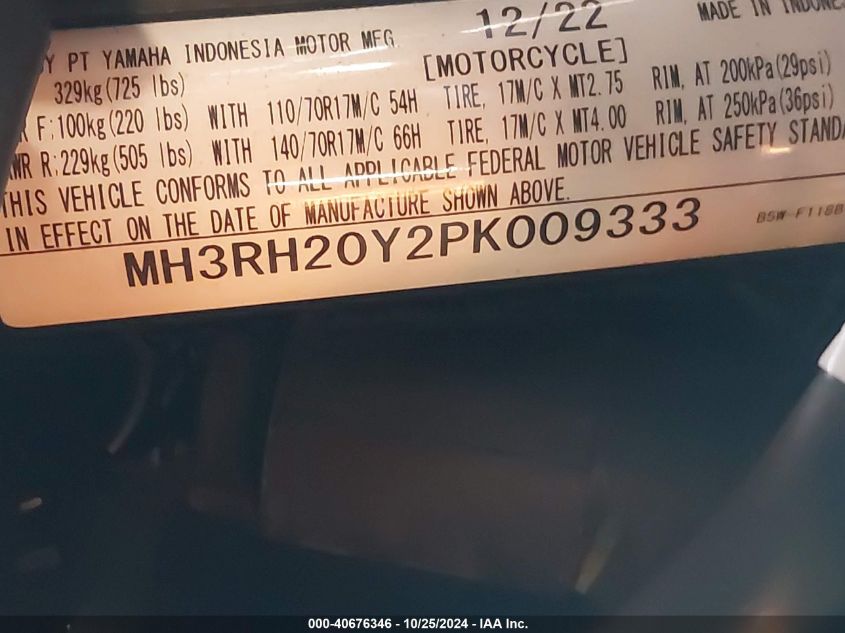 12/22
MADE IN
Y PT YAMAHA INDONESIA MOTOR MFG
[MOTORCYCLE]
329kg(725 lbs)
F:100kg(220 lbs) WITH 110/70R17M/C 54H TIRE, 17M/C X MT2.75 RIM, AT 200kPa(29psi)
R:229kg(505 lbs) WITH 140/70R17M/C 66H TIRE, 17M/C X MT4.00 RIM, AT 250kPa(36psi)
THIS VEHICLE CONFORMS TO ALL APPLICABLE FEDERAL MOTOR VEHICLE SAFETY STANDA
IN EFFECT ON THE DATE OF MANUFACTURE SHOWN ABOVE.
MH3RH20Y2PK009333
B5W-F118B
000-40676346 - 10/25/2024 - IAA Inc.